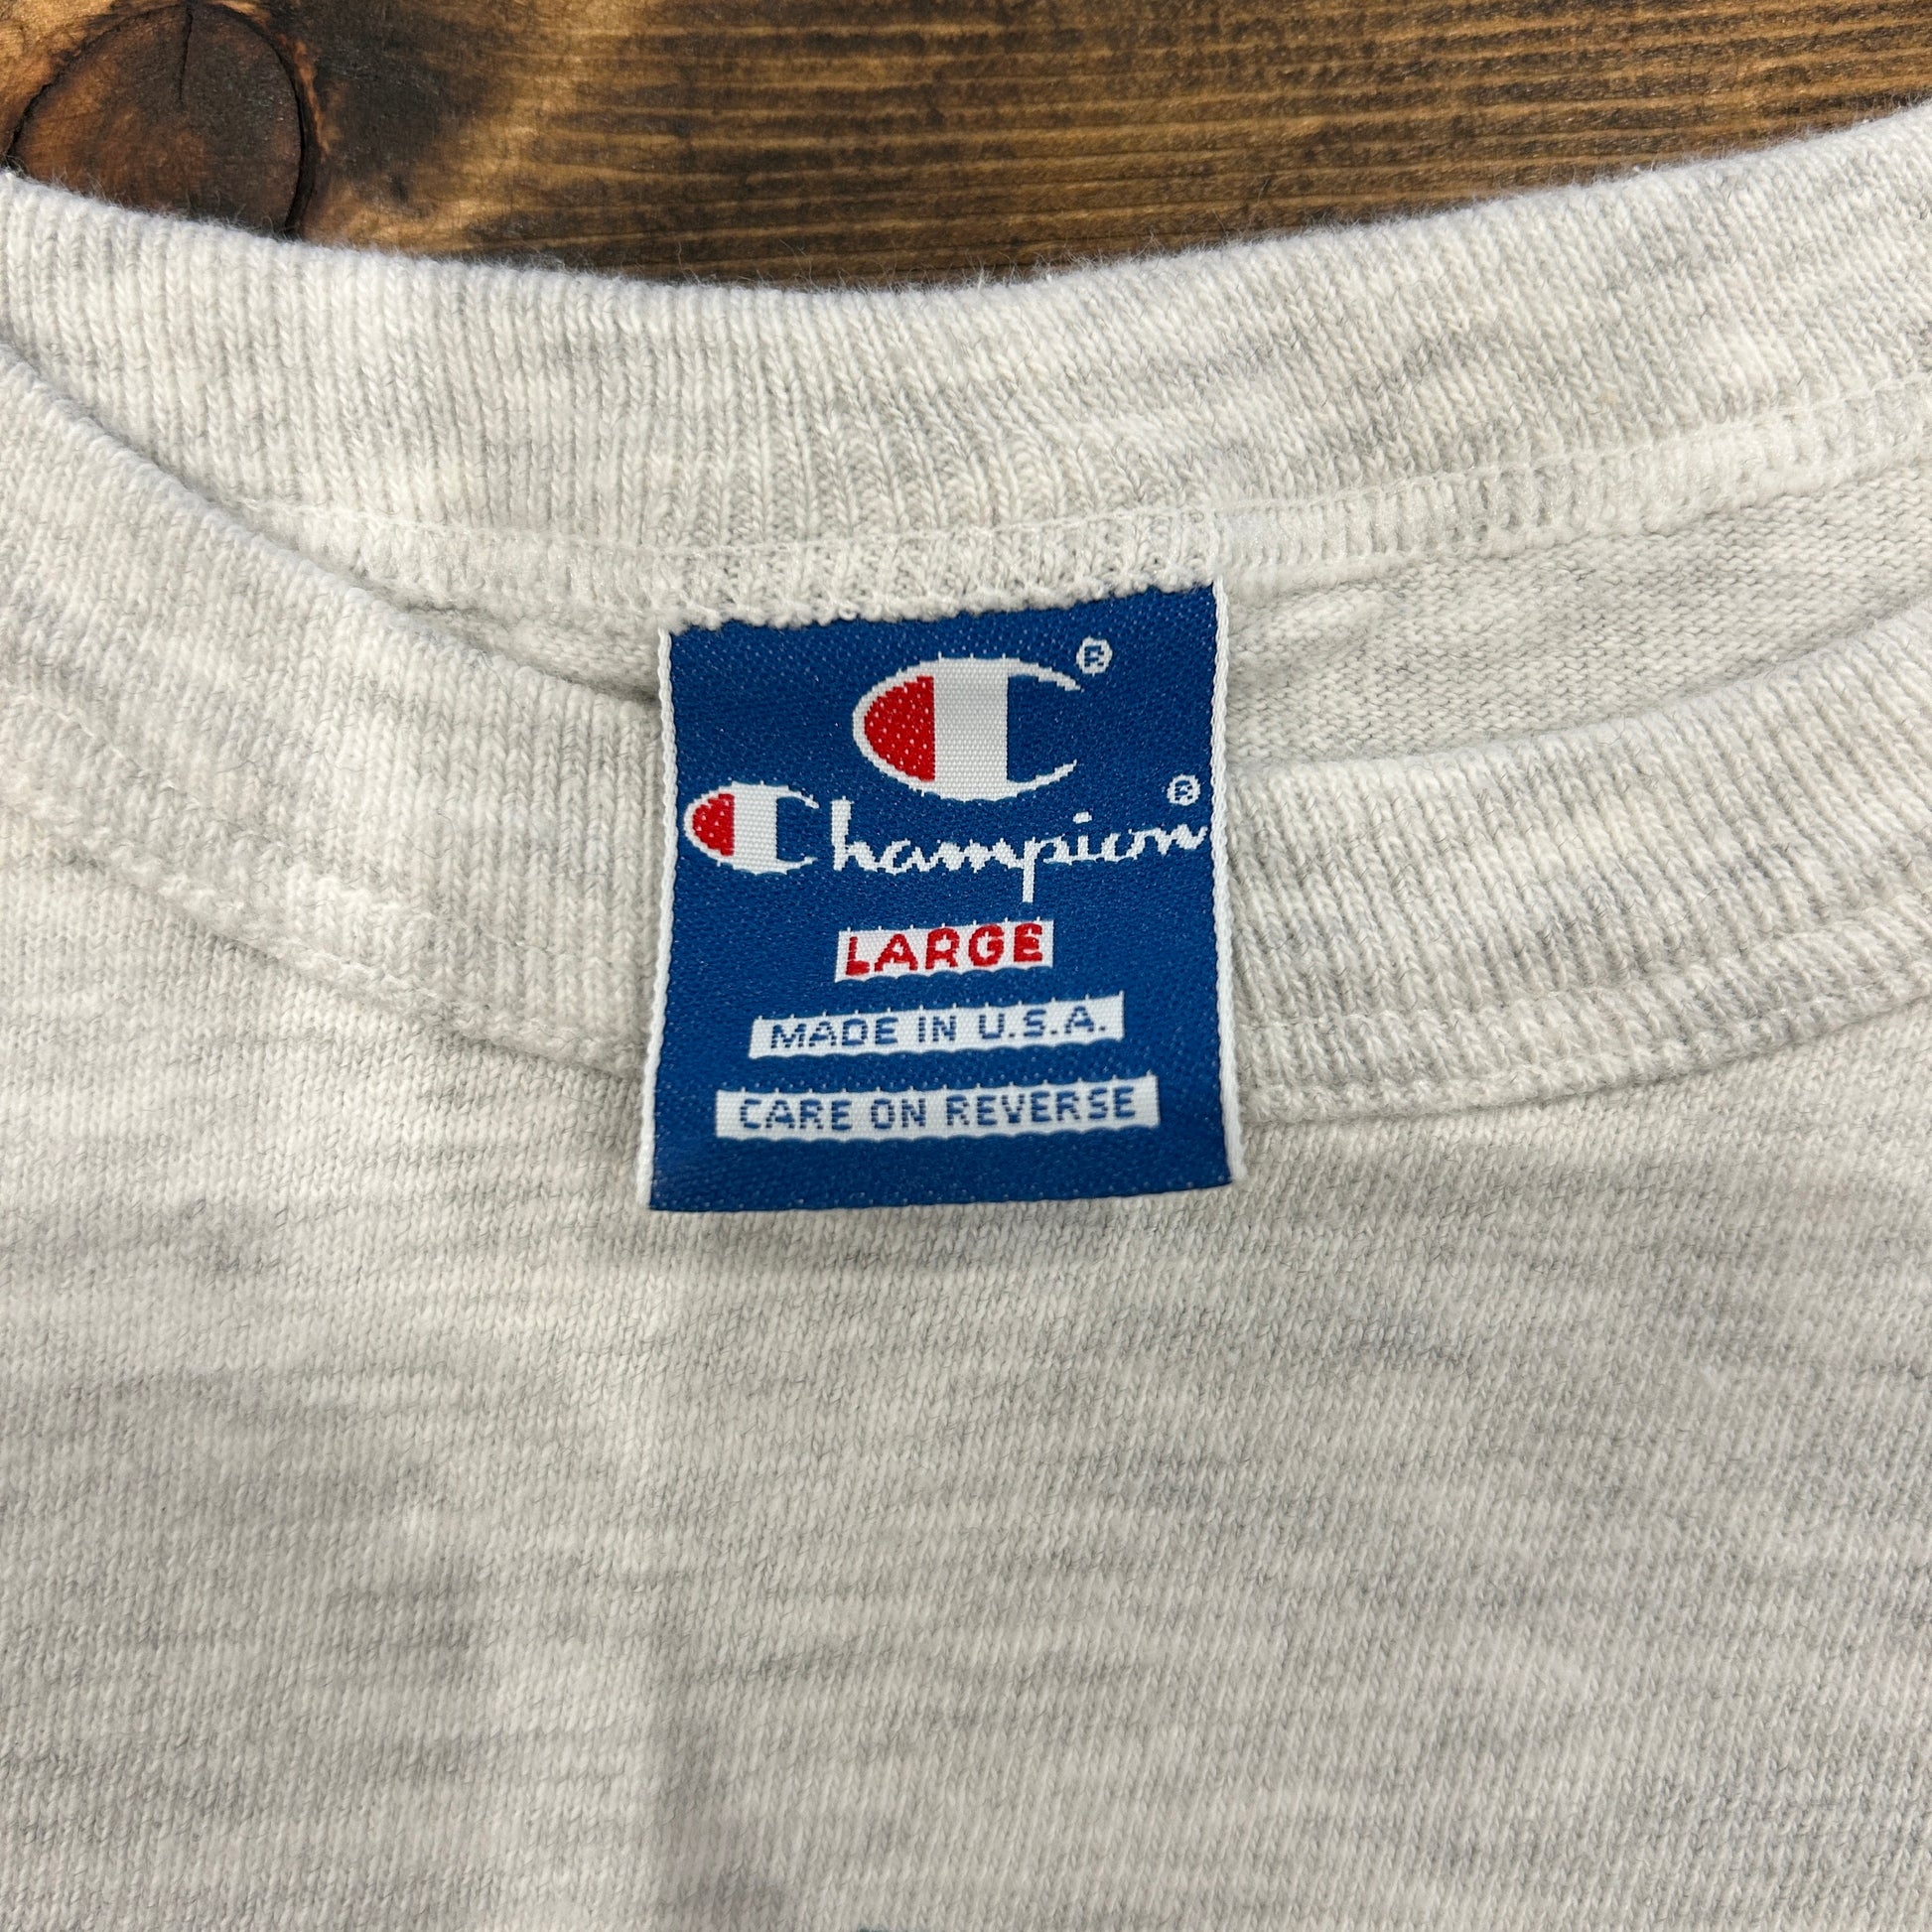 C®
Champion®
LARGE
MADE IN U.S.A.
CARE ON REVERSE